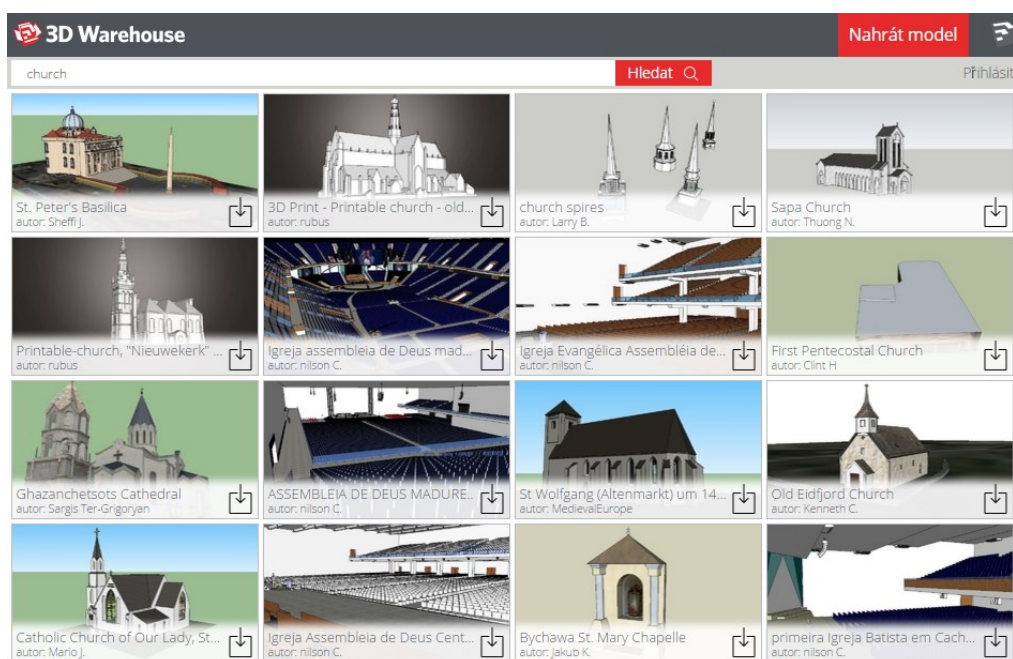 3D Warehouse
Nahrát model
church
Hledat
Přihlásit
St. Peter's Basilica
autor: Sheffi J.
3D Print - Printable church - old...
autor: rubus
church spires
autor: Larry B.
Sapa Church
autor: Thuong N.
Printable-church, "Nieuwekerk" ...
autor: rubus
Igreja assembleia de Deus mad...
autor: nilson C.
Igreja Evangélica Assembléia de...
autor: nilson C.
First Pentecostal Church
autor: Clint H
Ghazanchetsots Cathedral
autor: Sargis Ter-Grigoryan
ASSEMBLEIA DE DEUS MADURE...
autor: nilson C.
St Wolfgang (Altenmarkt) um 14...
autor: MedievalEurope
Old Eidfjord Church
autor: Kenneth C.
Catholic Church of Our Lady, St...
autor: Mario J.
Igreja Assembleia de Deus Cent...
autor: nilson C.
Bychawa St. Mary Chapelle
autor: Jakub K.
primeira Igreja Batista em Cach...
autor: nilson C.